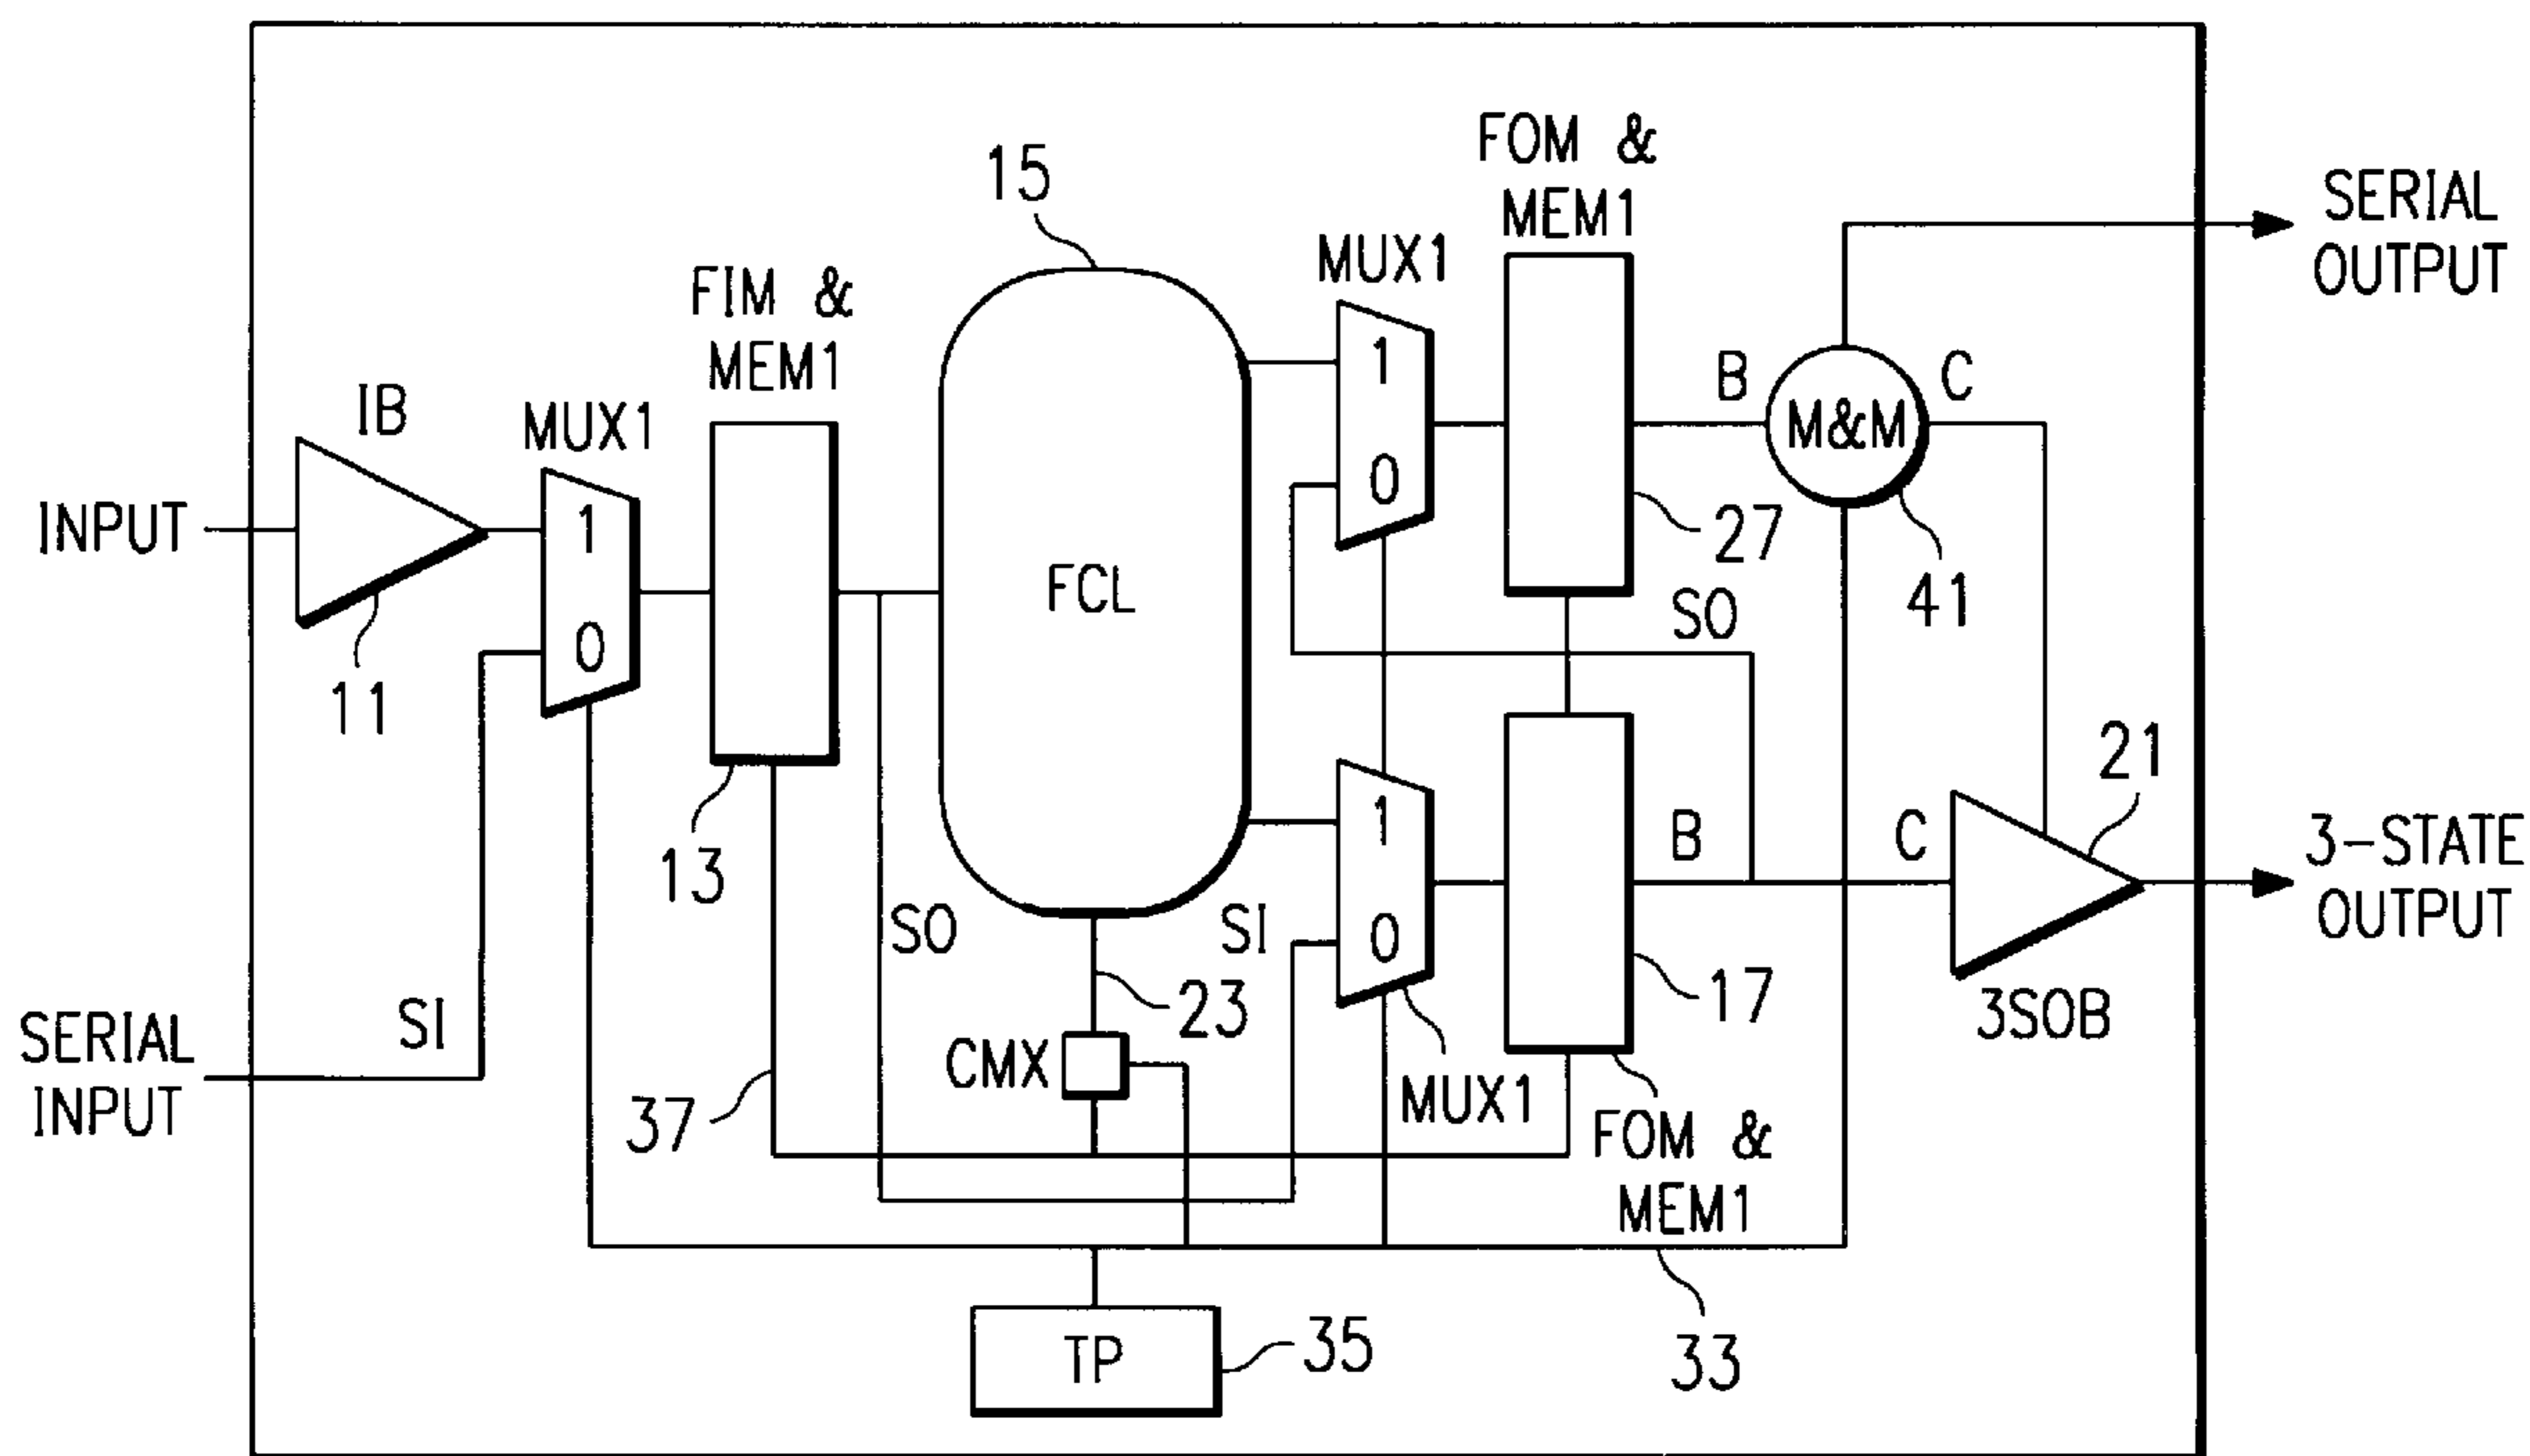 15
FOM &
MEM1
SERIAL
OUTPUT
MUX1
FIM &
MEM1
1
0
B
M&M
C
IB
MUX1
INPUT
1
0
11
FCL
27
SO
41
13
21
1
0
B
C
3-STATE
OUTPUT
SO
SI
23
17
3SOB
SERIAL
INPUT
SI
CMX
37
MUX1
FOM &
MEM1
TP
35
33